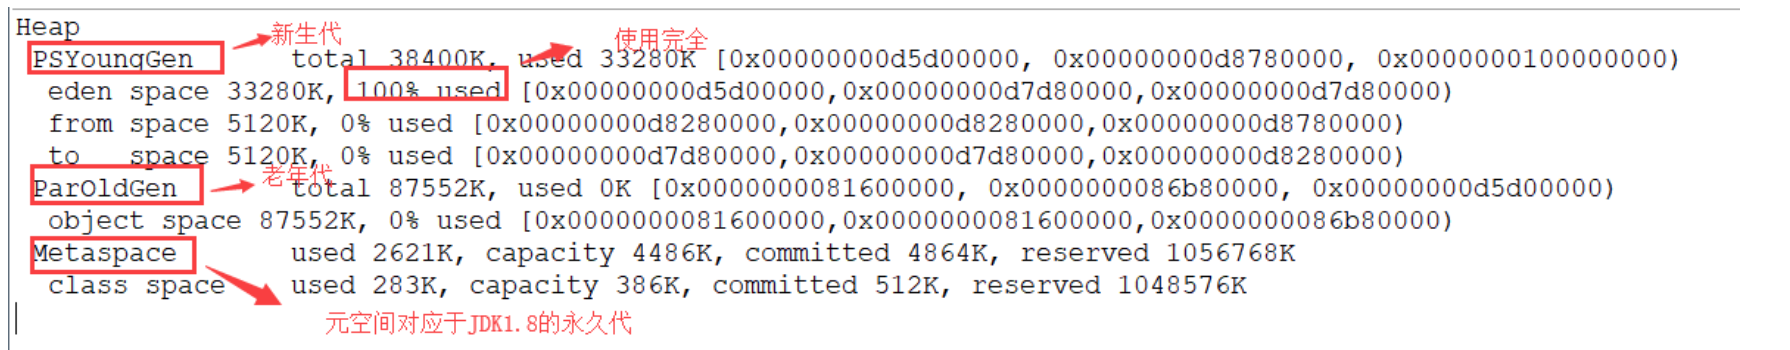 Heap
新生代
使用完全
PSYoungGen total 38400K, used 33280K [0x00000000d5d00000, 0x00000000d8780000, 0x0000000100000000)
eden space 33280K, 100% used [0x00000000d5d00000,0x00000000d7d80000,0x00000000d7d80000)
from space 5120K, 0% used [0x00000000d8280000,0x00000000d8280000,0x00000000d8780000)
to space 5120K, 0% used [0x00000000d7d80000,0x00000000d7d80000,0x00000000d8280000)
老年代
ParOldGen total 87552K, used 0K [0x0000000081600000, 0x0000000086b80000, 0x00000000d5d00000)
object space 87552K, 0% used [0x0000000081600000,0x0000000081600000,0x0000000086b80000)
Metaspace used 2621K, capacity 4486K, committed 4864K, reserved 1056768K
class space used 283K, capacity 386K, committed 512K, reserved 1048576K
元空间对应于JDK1.8的永久代